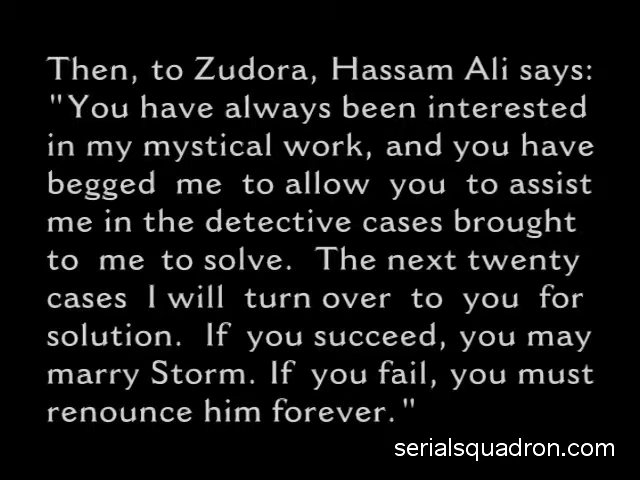 Then, to Zudora, Hassam Ali says:
"You have always been interested
in my mystical work, and you have
begged me to allow you to assist
me in the detective cases brought
to me to solve. The next twenty
cases I will turn over to you for
solution. If you succeed, you may
marry Storm. If you fail, you must
renounce him forever."
serialsquadron.com